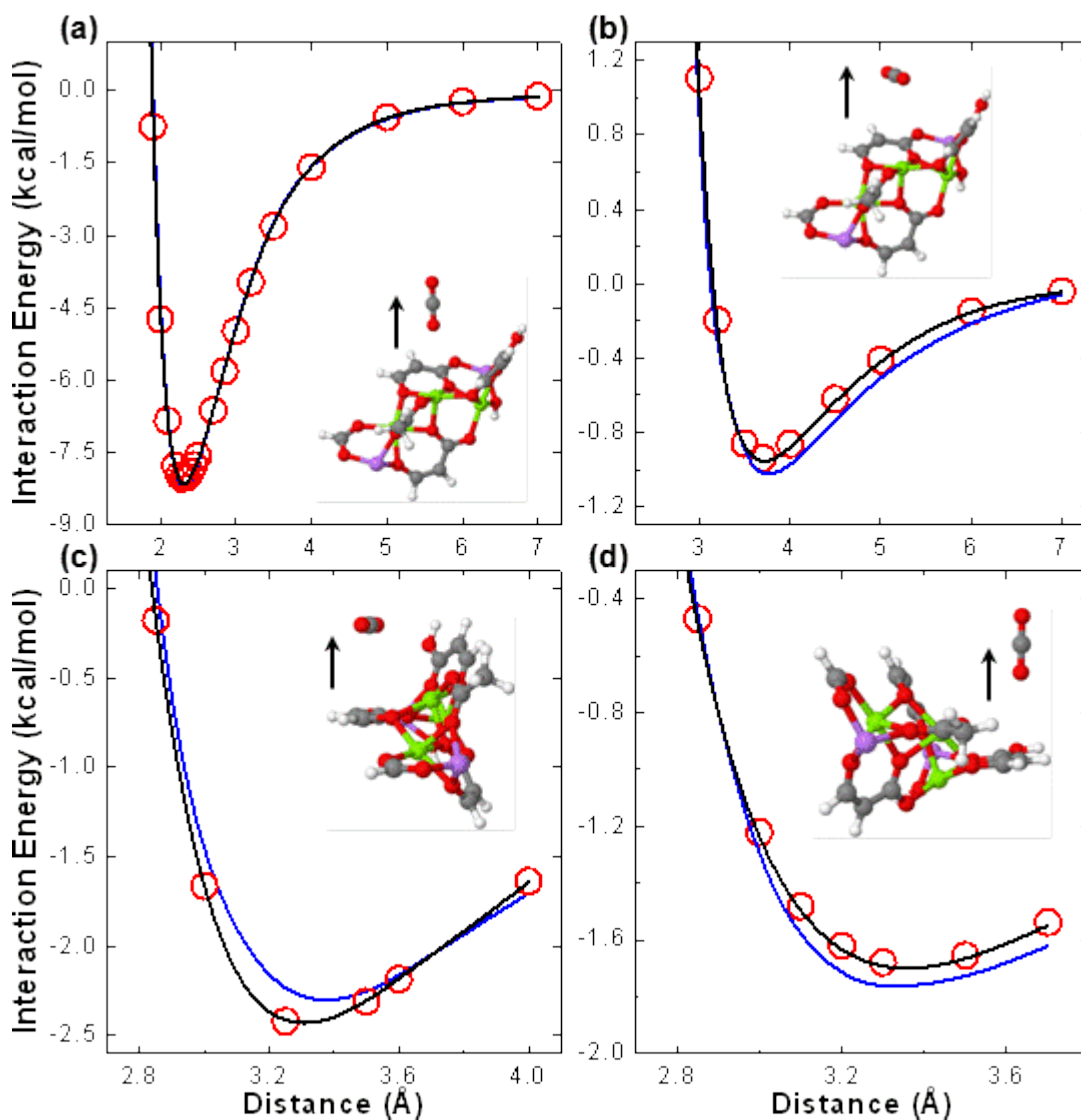 (a)
(b)
Interaction Energy (kcal/mol)
0.0
-1.5
-3.0
-4.5
-6.0
-7.5
-9.0
2 3 4 5 6 7
1.2
0.8
0.4
0.0
-0.4
-0.8
-1.2
3 4 5 6 7
(c)
(d)
Interaction Energy (kcal/mol)
0.0
-0.5
-1.0
-1.5
-2.0
-2.5
2.8 3.2 3.6 4.0
Distance (Å)
-0.4
-0.8
-1.2
-1.6
-2.0
2.8 3.2 3.6
Distance (Å)